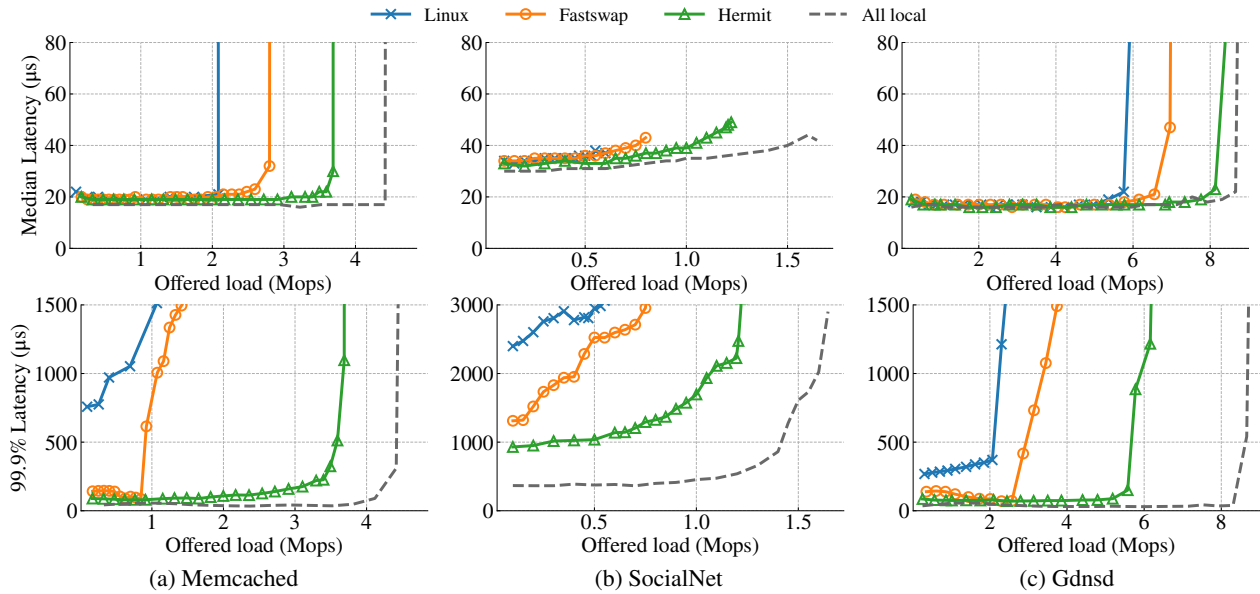 Linux Fastswap Hermit All local
Median Latency (μs)
80
60
40
20
0
1 2 3 4
Offered load (Mops)
80
60
40
20
0
0.5 1.0 1.5
Offered load (Mops)
80
60
40
20
0
2 4 6 8
Offered load (Mops)
99.9% Latency (μs)
1500
1000
500
0
1 2 3 4
Offered load (Mops)
3000
2000
1000
0
0.5 1.0 1.5
Offered load (Mops)
1500
1000
500
0
2 4 6 8
Offered load (Mops)
(a) Memcached
(b) SocialNet
(c) Gdnsd